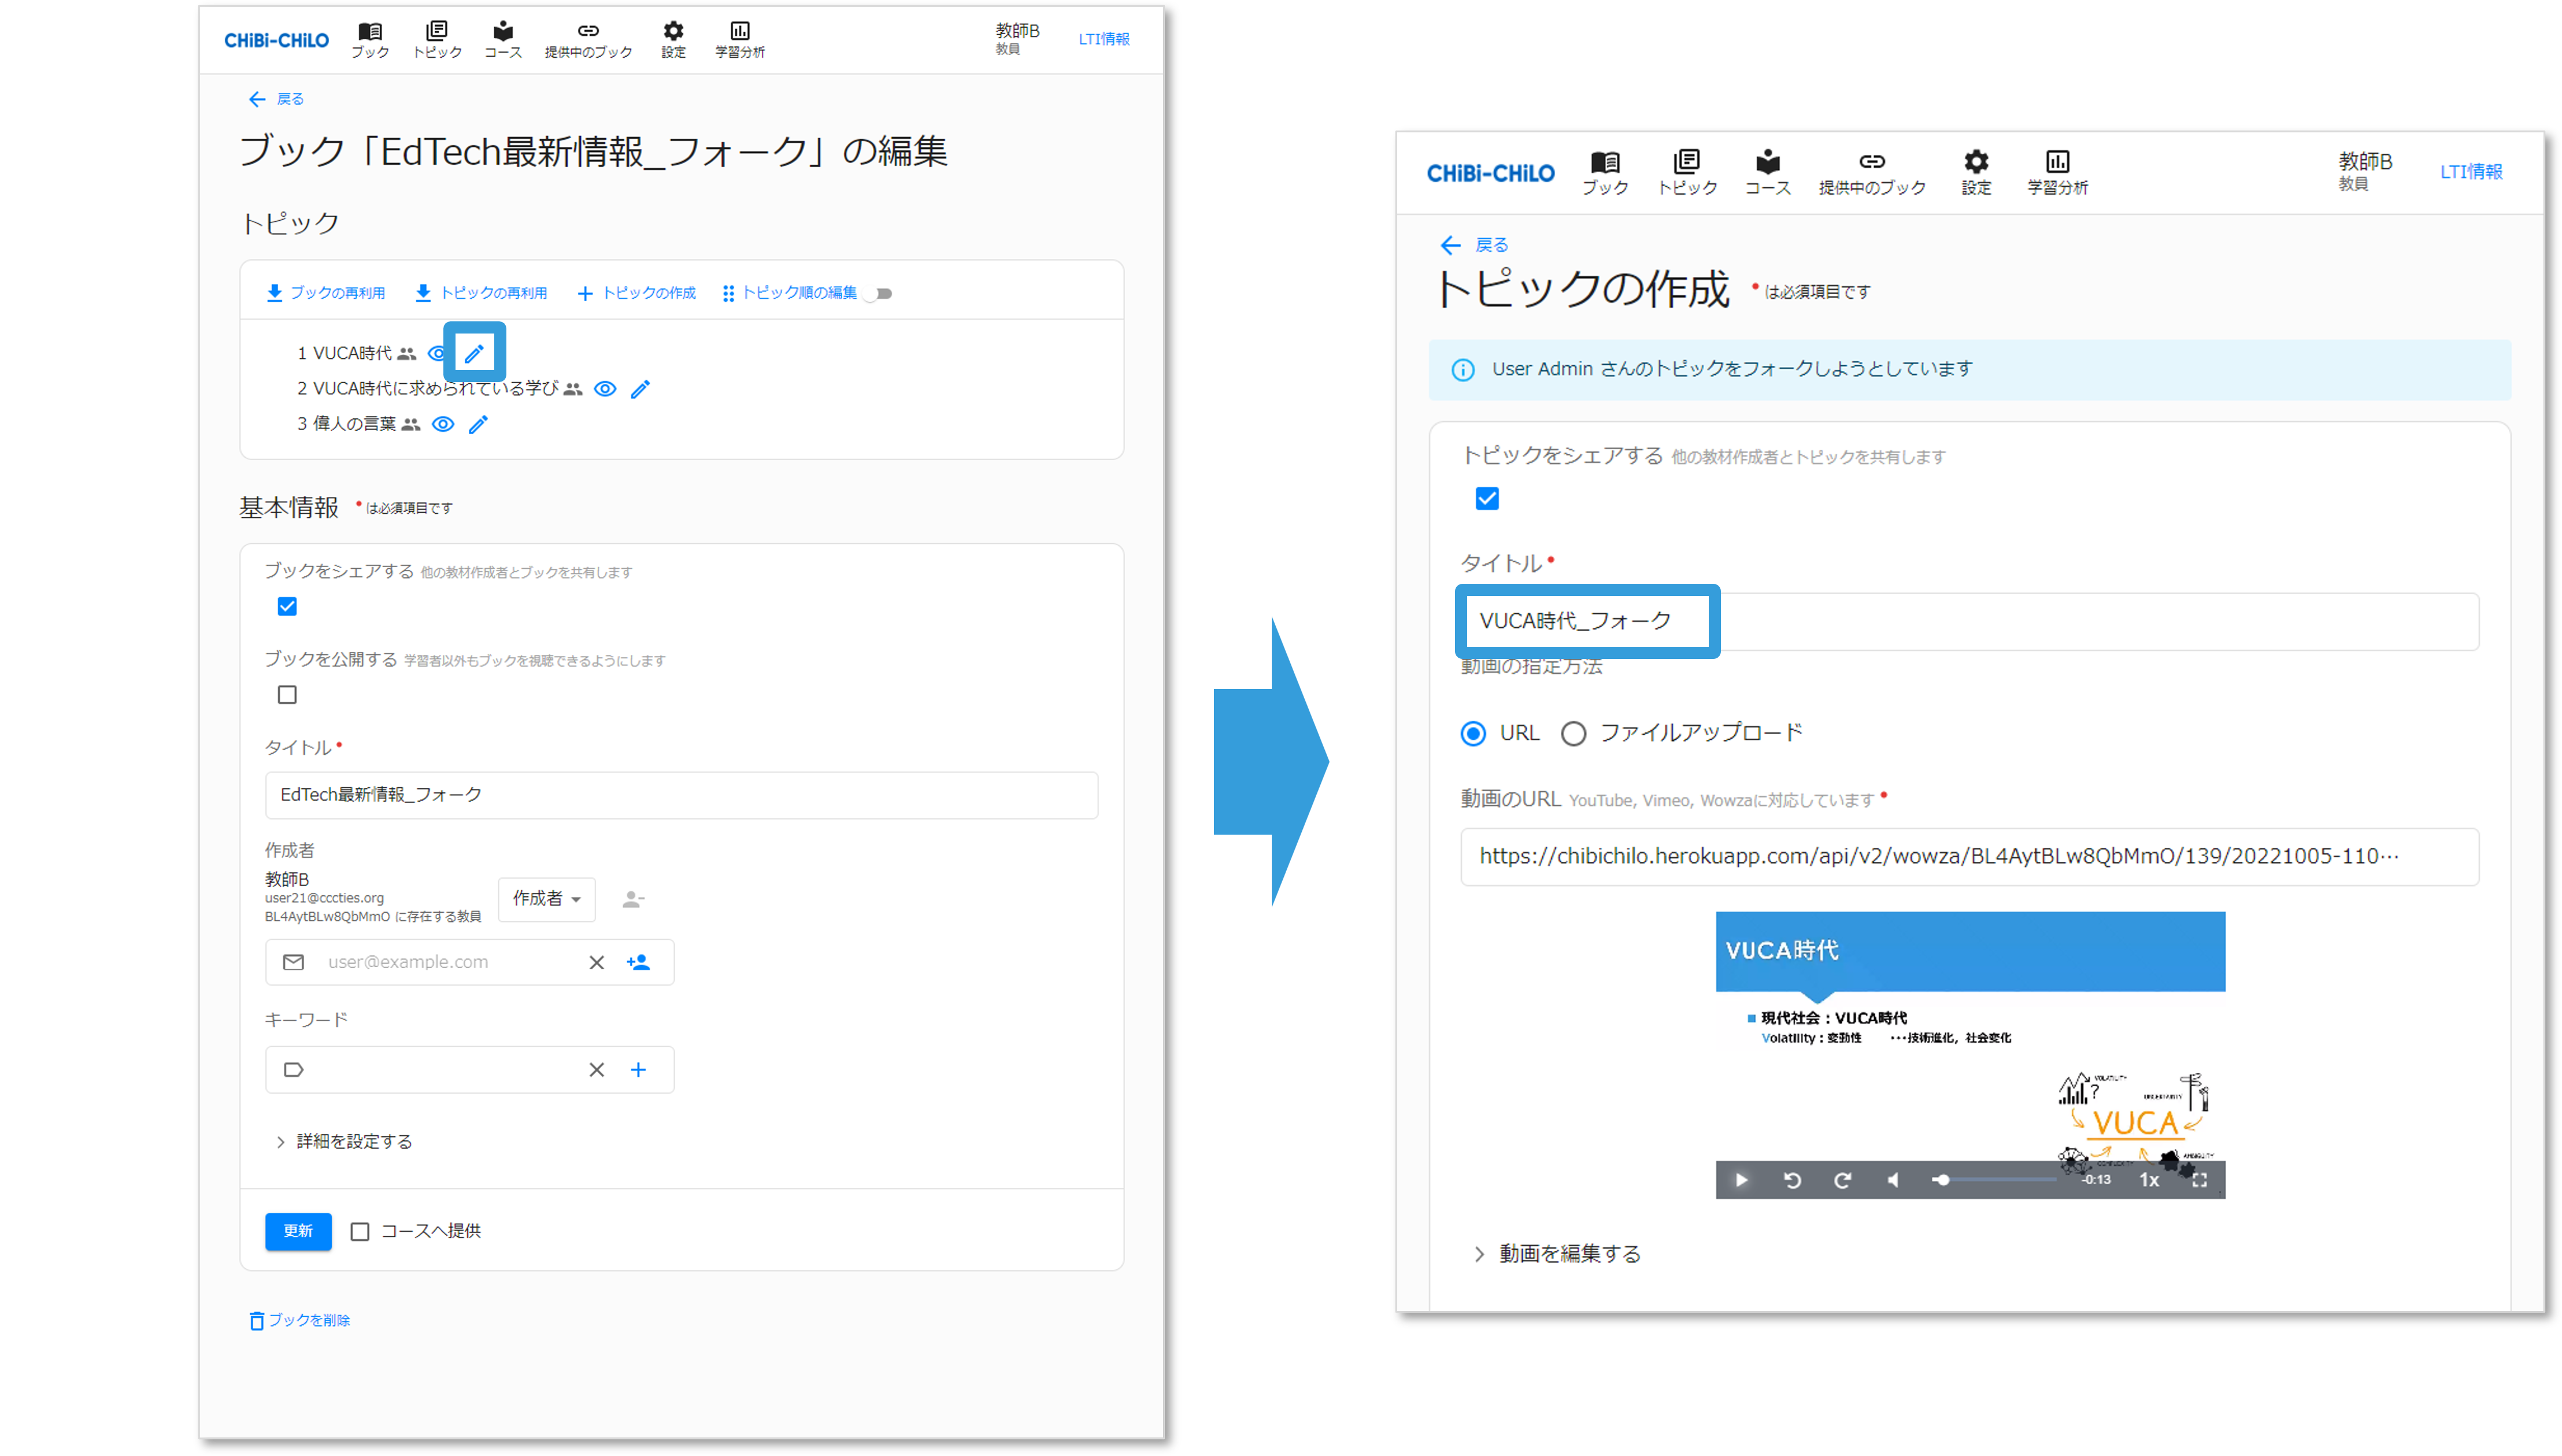 CHiBi-CHiLO
ブック
トピック
コース
提供中のブック
設定
学習分析
教師B
教員
LTI情報
戻る
ブック「EdTech最新情報_フォーク」の編集
トピック
ブックの再利用
トピックの再利用
トピックの作成
トピック順の編集
1 VUCA時代
2 VUCA時代に求められている学び
3 偉人の言葉
基本情報 * は必須項目です
ブックをシェアする 他の教材作成者とブックを共有します
ブックを公開する 学習者以外もブックを視聴できるようにします
タイトル *
EdTech最新情報_フォーク
作成者
教師B
user21@cccties.org
BL4AytBLw8QbMmO に存在する教員
作成者
user@example.com
キーワード
詳細を設定する
更新
コースへ提供
ブックを削除
CHiBi-CHiLO
ブック
トピック
コース
提供中のブック
設定
学習分析
教師B
教員
LTI情報
戻る
トピックの作成 * は必須項目です
User Admin さんのトピックをフォークしようとしています
トピックをシェアする 他の教材作成者とトピックを共有します
タイトル *
VUCA時代_フォーク
動画の指定方法
URL
ファイルアップロード
動画のURL YouTube, Vimeo, Wowzaに対応しています *
https://chibichilo.herokuapp.com/api/v2/wowza/BL4AytBLw8QbMmO/139/20221005-110…
VUCA時代
現代社会：VUCA時代
Volatility：変動性 …技術進化，社会変化
VOLATILITY
UNCERTAINTY
VUCA
COMPLEXITY
AMBIGUITY
-0:13
1x
動画を編集する